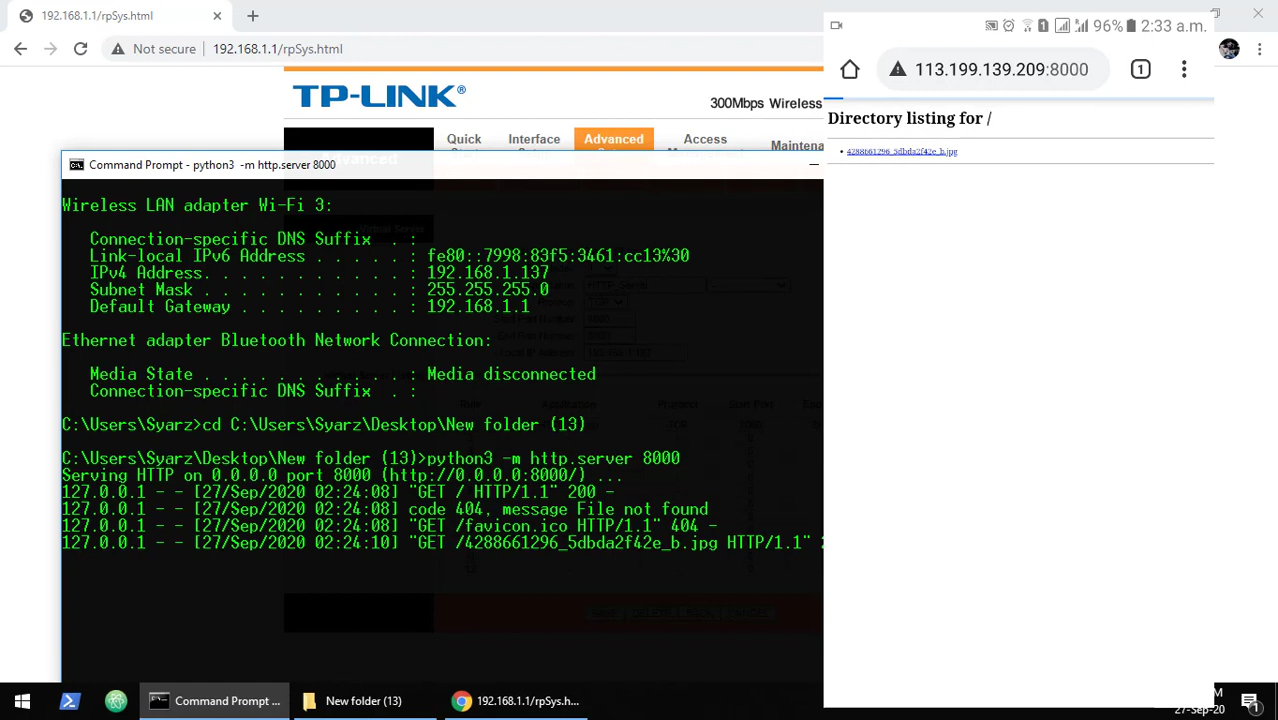 192.168.1.1/rpSys.html
Not secure
192.168.1.1/rpSys.html
TP-LINK®
300Mbps Wireless
Quick
Interface
Advanced
Access
Maintena
Command Prompt - python3 -m http.server 8000
Wireless LAN adapter Wi-Fi 3:
Connection-specific DNS Suffix . :
Link-local IPv6 Address . . . . . : fe80::7998:83f5:3461:cc13%30
IPv4 Address. . . . . . . . . . . : 192.168.1.137
Subnet Mask . . . . . . . . . . . : 255.255.255.0
Default Gateway . . . . . . . . . : 192.168.1.1
Ethernet adapter Bluetooth Network Connection:
Media State . . . . . . . . . . . : Media disconnected
Connection-specific DNS Suffix . :
C:\Users\Syarz>cd C:\Users\Syarz\Desktop\New folder (13)
C:\Users\Syarz\Desktop\New folder (13)>python3 -m http.server 8000
Serving HTTP on 0.0.0.0 port 8000 (http://0.0.0.0:8000/) ...
127.0.0.1 - - [27/Sep/2020 02:24:08] "GET / HTTP/1.1" 200 -
127.0.0.1 - - [27/Sep/2020 02:24:08] code 404, message File not found
127.0.0.1 - - [27/Sep/2020 02:24:08] "GET /favicon.ico HTTP/1.1" 404 -
127.0.0.1 - - [27/Sep/2020 02:24:10] "GET /4288661296_5dbda2f42e_b.jpg HTTP/1.1" 2
1 96% 2:33 a.m.
113.199.139.209:8000
1
Directory listing for /
• 4288661296_5dbda2f42e_b.jpg
Command Prompt ...
New folder (13)
192.168.1.1/rpSys.h...
M
27-Sep-20
1